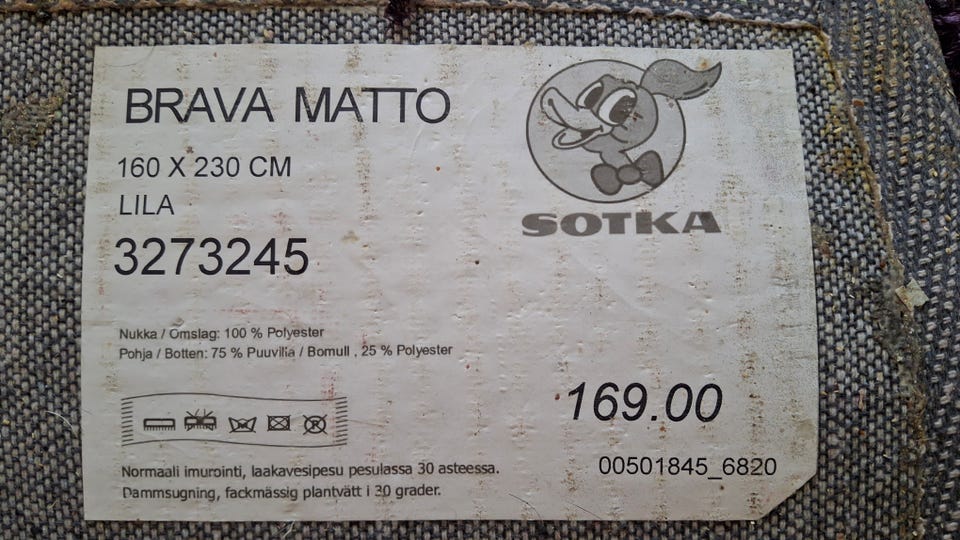 BRAVA MATTO
160 X 230 CM
LILA
3273245
SOTKA
Nukka / Omslag: 100 % Polyester
Pohja / Botten: 75 % Puuvilla / Bomull , 25 % Polyester
169.00
00501845_6820
Normaali imurointi, laakavesipesu pesulassa 30 asteessa.
Dammsugning, fackmässig plantvätt i 30 grader.